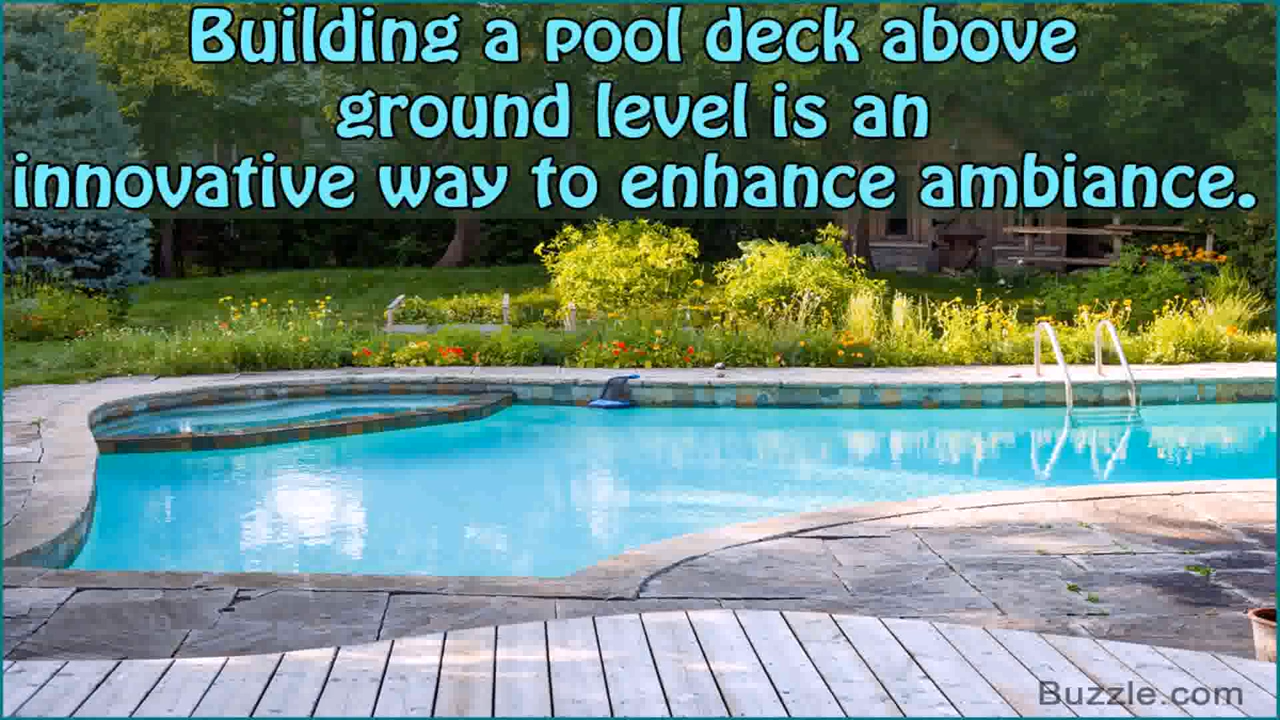 Building a pool deck above
ground level is an
innovative way to enhance ambiance.
Buzzle.com